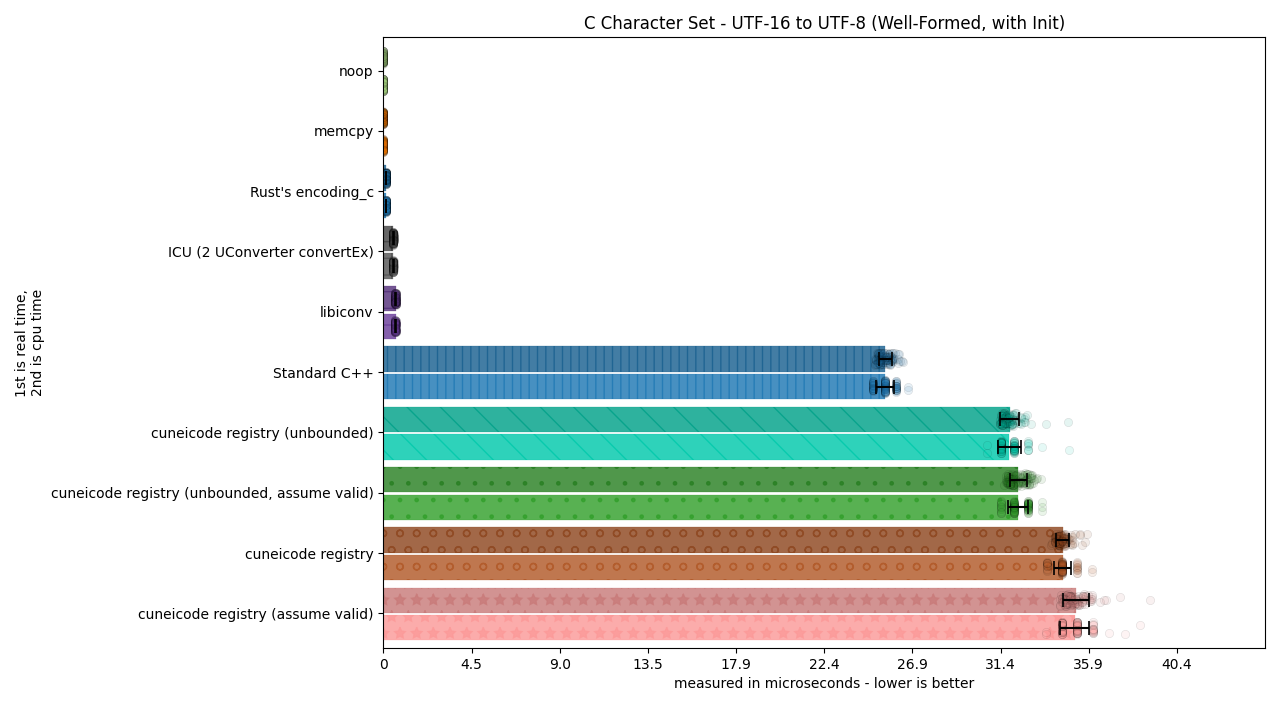 C Character Set - UTF-16 to UTF-8 (Well-Formed, with Init)
1st is real time,
2nd is cpu time
noop
memcpy
Rust's encoding_c
ICU (2 UConverter convertEx)
libiconv
Standard C++
cuneicode registry (unbounded)
cuneicode registry (unbounded, assume valid)
cuneicode registry
cuneicode registry (assume valid)
0 4.5 9.0 13.5 17.9 22.4 26.9 31.4 35.9 40.4
measured in microseconds - lower is better